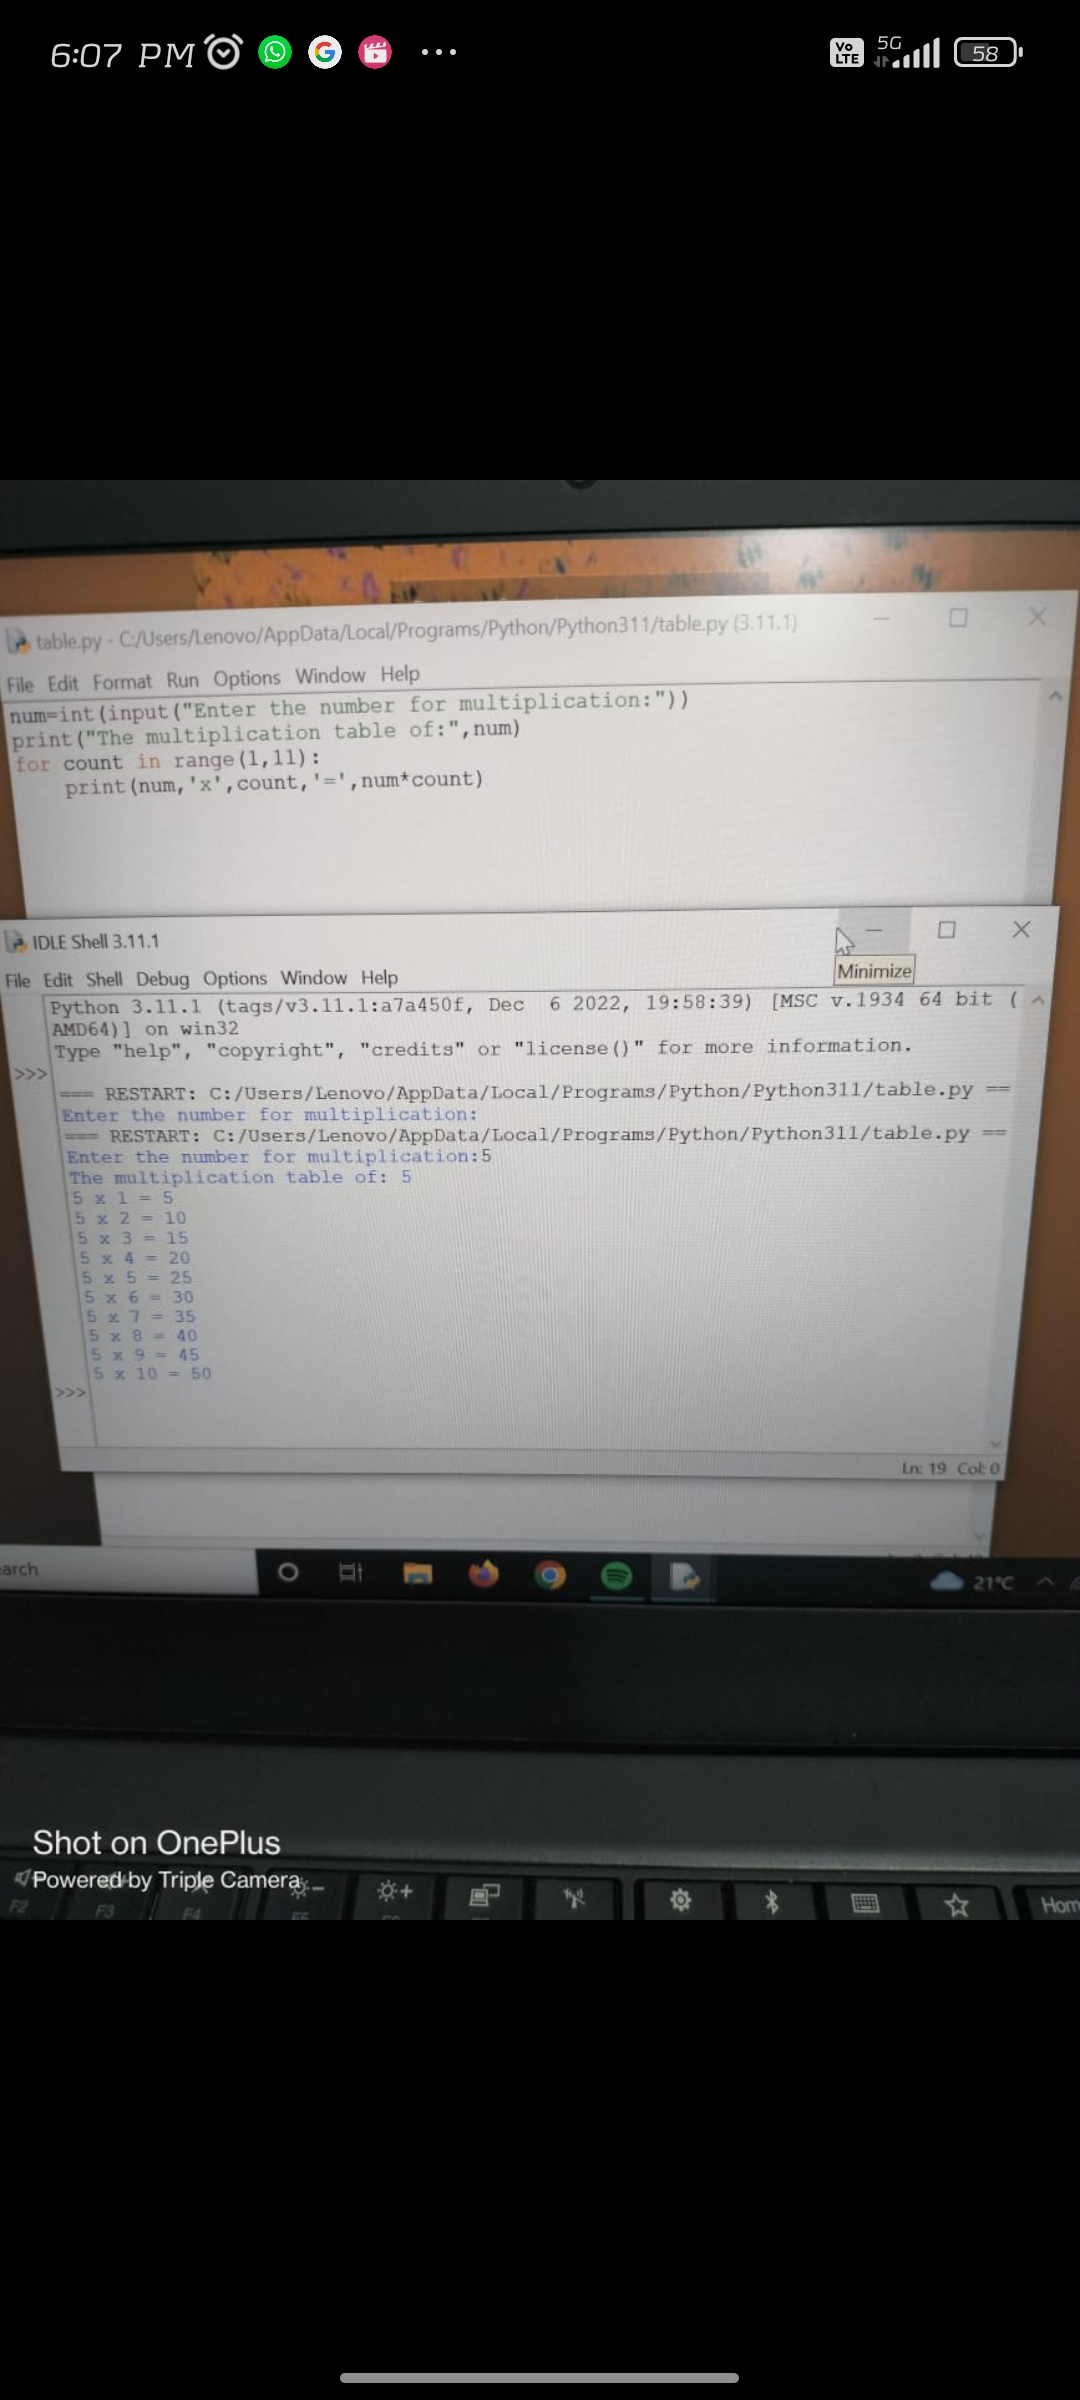 6:07 PM
Vo LTE 5G 58
table.py - C:/Users/Lenovo/AppData/Local/Programs/Python/Python311/table.py (3.11.1)
File Edit Format Run Options Window Help
num=int(input("Enter the number for multiplication:"))
print("The multiplication table of:",num)
for count in range(1,11):
    print(num,'x',count,'=',num*count)
IDLE Shell 3.11.1
File Edit Shell Debug Options Window Help
Minimize
Python 3.11.1 (tags/v3.11.1:a7a450f, Dec  6 2022, 19:58:39) [MSC v.1934 64 bit (
AMD64)] on win32
Type "help", "copyright", "credits" or "license()" for more information.
>>>
=== RESTART: C:/Users/Lenovo/AppData/Local/Programs/Python/Python311/table.py ==
Enter the number for multiplication:
=== RESTART: C:/Users/Lenovo/AppData/Local/Programs/Python/Python311/table.py ==
Enter the number for multiplication:5
The multiplication table of: 5
5 x 1 = 5
5 x 2 = 10
5 x 3 = 15
5 x 4 = 20
5 x 5 = 25
5 x 6 = 30
5 x 7 = 35
5 x 8 = 40
5 x 9 = 45
5 x 10 = 50
>>>
Ln: 19 Col: 0
arch
21°C
Shot on OnePlus
Powered by Triple Camera
F2 F3 F4 F5
Hom